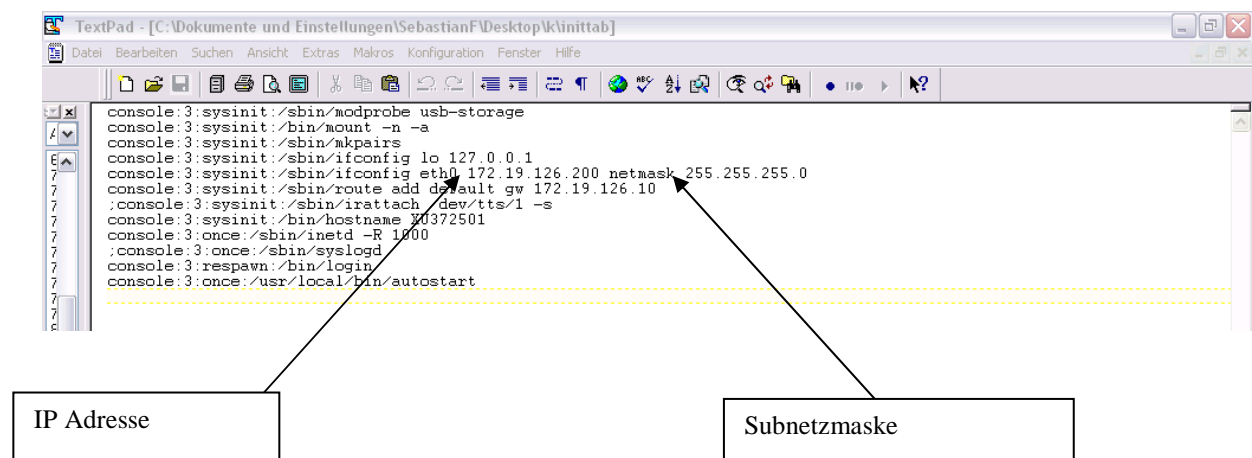 TextPad - [C:\Dokumente und Einstellungen\SebastianF\Desktop\k\inittab]
Datei Bearbeiten Suchen Ansicht Extras Makros Konfiguration Fenster Hilfe
console:3:sysinit:/sbin/modprobe usb-storage
console:3:sysinit:/bin/mount -n -a
console:3:sysinit:/sbin/mkpairs
console:3:sysinit:/sbin/ifconfig lo 127.0.0.1
console:3:sysinit:/sbin/ifconfig eth0 172.19.126.200 netmask 255.255.255.0
console:3:sysinit:/sbin/route add default gw 172.19.126.10
;console:3:sysinit:/sbin/irattach /dev/tts/1 -s
console:3:sysinit:/bin/hostname XU372501
console:3:once:/sbin/inetd -R 1000
;console:3:once:/sbin/syslogd
console:3:respawn:/bin/login
console:3:once:/usr/local/bin/autostart
IP Adresse
Subnetzmaske